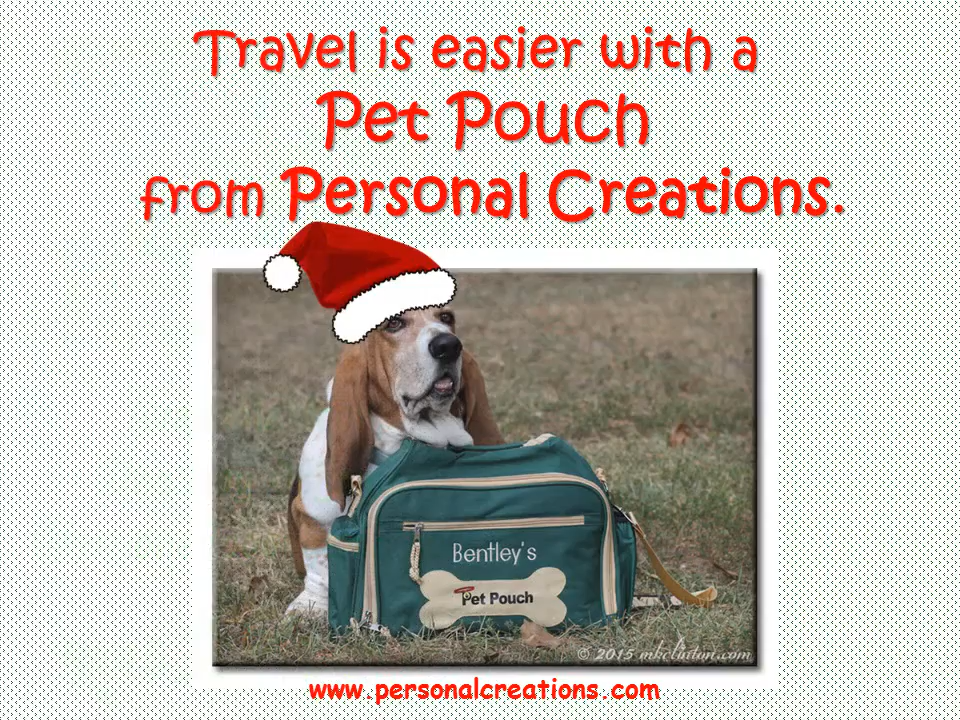 Travel is easier with a
Pet Pouch
from Personal Creations.
Bentley's
Pet Pouch
© 2015 mkclinton.com
www.personalcreations.com